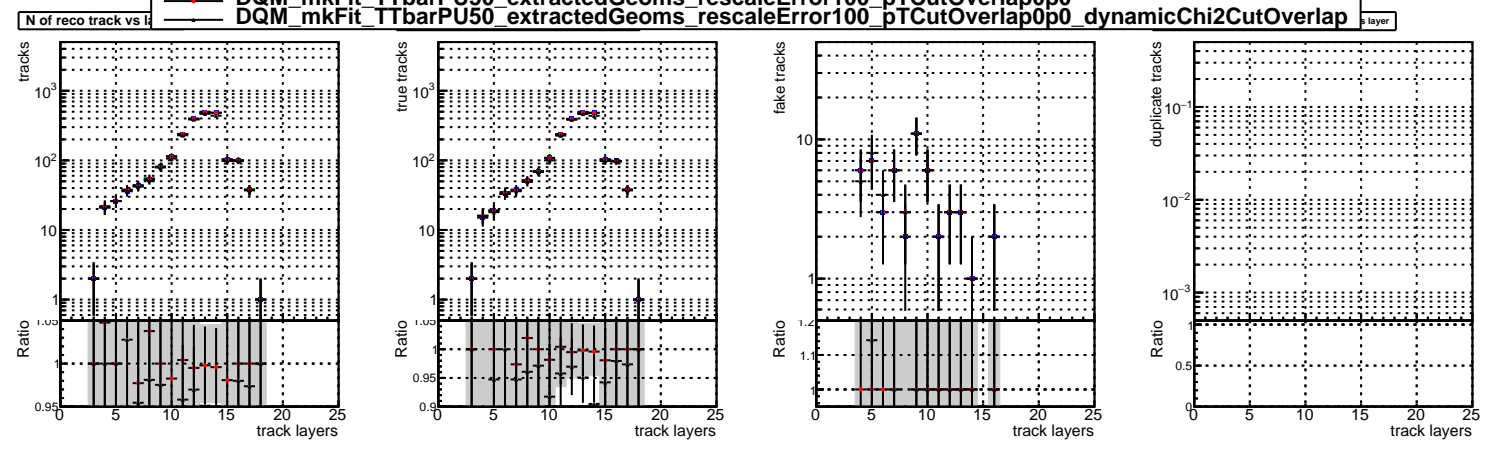 DQM_mkFit_TTbarPU50_extractedGeoms_rescaleError100_pTCutOverlap0p0
DQM_mkFit_TTbarPU50_extractedGeoms_rescaleError100_pTCutOverlap0p0_dynamicChi2CutOverlap
N of reco track vs
s layer
tracks
10³
10²
10
1
Ratio
1.05
1
0.95
0 5 10 15 20 25
track layers
true tracks
10³
10²
10
1
Ratio
1.05
1
0.95
0.9
0 5 10 15 20 25
track layers
fake tracks
10
1
Ratio
1.2
1.1
1
0 5 10 15 20 25
track layers
duplicate tracks
10⁻¹
10⁻²
10⁻³
Ratio
1
0.5
0
0 5 10 15 20 25
track layers